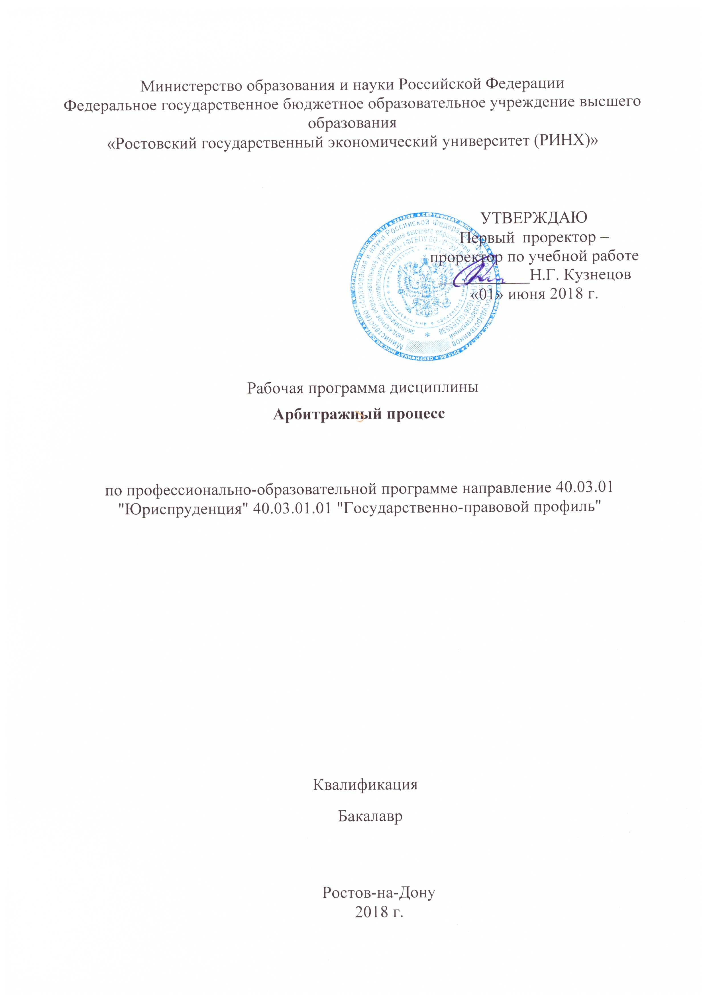 Министерство образования и науки Российской Федерации
Федеральное государственное бюджетное образовательное учреждение высшего
образования
«Ростовский государственный экономический университет (РИНХ)»
УТВЕРЖДАЮ
Первый проректор –
проректор по учебной работе
____________Н.Г. Кузнецов
«01» июня 2018 г.
Рабочая программа дисциплины
Арбитражный процесс
по профессионально-образовательной программе направление 40.03.01
"Юриспруденция" 40.03.01.01 "Государственно-правовой профиль"
Квалификация
Бакалавр
Ростов-на-Дону
2018 г.